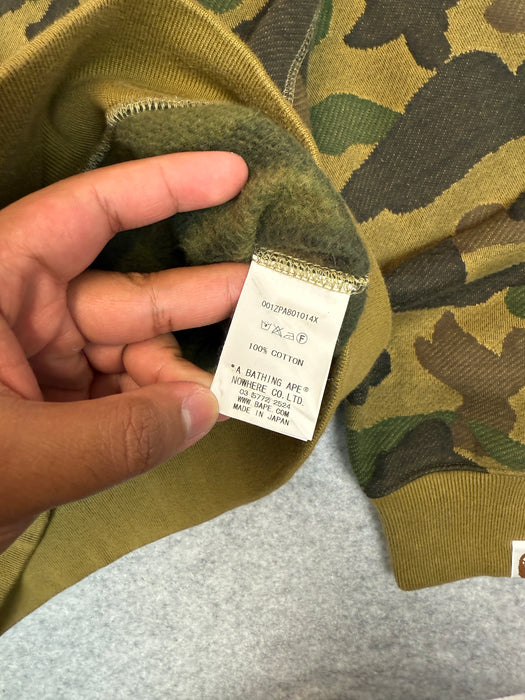 001ZPA801014X
F
100% COTTON
"A BATHING APE®
NOWHERE CO.LTD.
03(5772)2524
WWW.BAPE.COM
MADE IN JAPAN